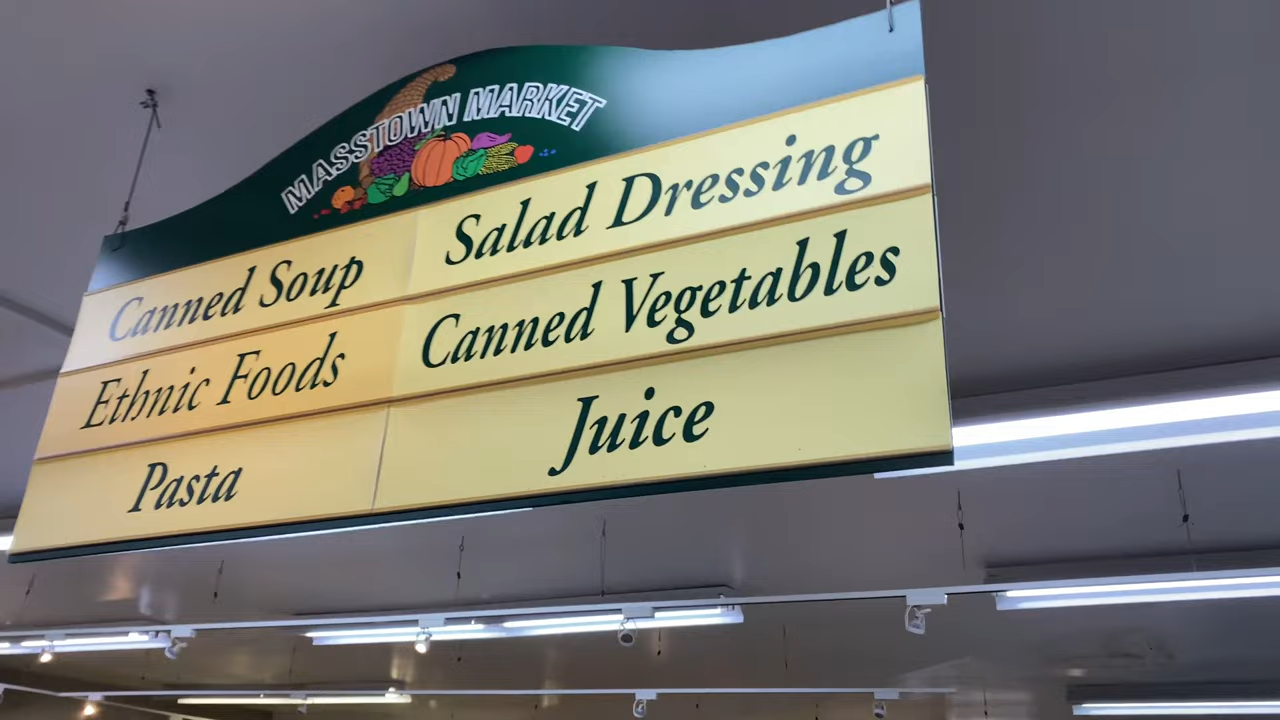 MASSTOWN MARKET
Canned Soup
Salad Dressing
Ethnic Foods
Canned Vegetables
Pasta
Juice